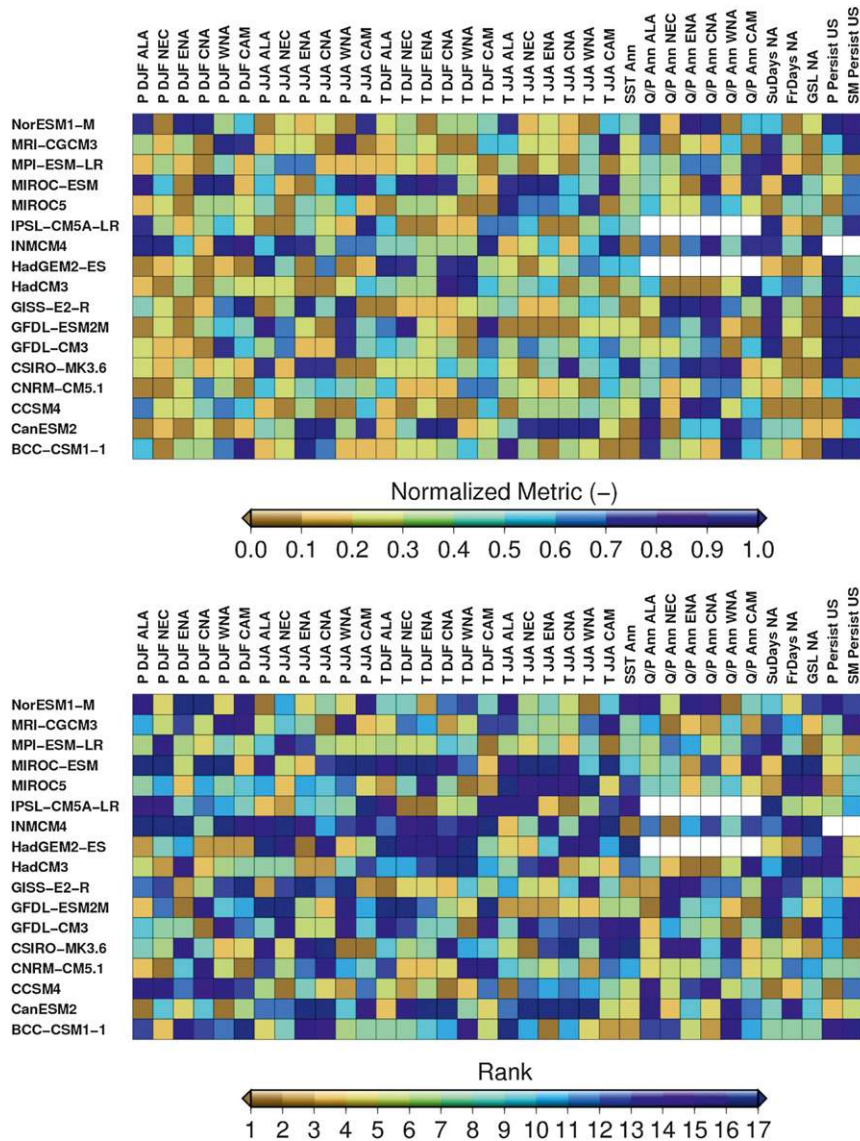 P DJF ALA
P DJF NEC
P DJF ENA
P DJF CNA
P DJF WNA
P DJF CAM
P JJA ALA
P JJA NEC
P JJA ENA
P JJA CNA
P JJA WNA
P JJA CAM
T DJF ALA
T DJF NEC
T DJF ENA
T DJF CNA
T DJF WNA
T DJF CAM
T JJA ALA
T JJA NEC
T JJA ENA
T JJA CNA
T JJA WNA
T JJA CAM
SST Ann
Q/P Ann ALA
Q/P Ann NEC
Q/P Ann ENA
Q/P Ann CNA
Q/P Ann WNA
Q/P Ann CAM
SuDays NA
FrDays NA
GSL NA
P Persist US
SM Persist US
NorESM1-M
MRI-CGCM3
MPI-ESM-LR
MIROC-ESM
MIROC5
IPSL-CM5A-LR
INMCM4
HadGEM2-ES
HadCM3
GISS-E2-R
GFDL-ESM2M
GFDL-CM3
CSIRO-MK3.6
CNRM-CM5.1
CCSM4
CanESM2
BCC-CSM1-1
Normalized Metric (-)
0.0 0.1 0.2 0.3 0.4 0.5 0.6 0.7 0.8 0.9 1.0
P DJF ALA
P DJF NEC
P DJF ENA
P DJF CNA
P DJF WNA
P DJF CAM
P JJA ALA
P JJA NEC
P JJA ENA
P JJA CNA
P JJA WNA
P JJA CAM
T DJF ALA
T DJF NEC
T DJF ENA
T DJF CNA
T DJF WNA
T DJF CAM
T JJA ALA
T JJA NEC
T JJA ENA
T JJA CNA
T JJA WNA
T JJA CAM
SST Ann
Q/P Ann ALA
Q/P Ann NEC
Q/P Ann ENA
Q/P Ann CNA
Q/P Ann WNA
Q/P Ann CAM
SuDays NA
FrDays NA
GSL NA
P Persist US
SM Persist US
NorESM1-M
MRI-CGCM3
MPI-ESM-LR
MIROC-ESM
MIROC5
IPSL-CM5A-LR
INMCM4
HadGEM2-ES
HadCM3
GISS-E2-R
GFDL-ESM2M
GFDL-CM3
CSIRO-MK3.6
CNRM-CM5.1
CCSM4
CanESM2
BCC-CSM1-1
Rank
1 2 3 4 5 6 7 8 9 10 11 12 13 14 15 16 17